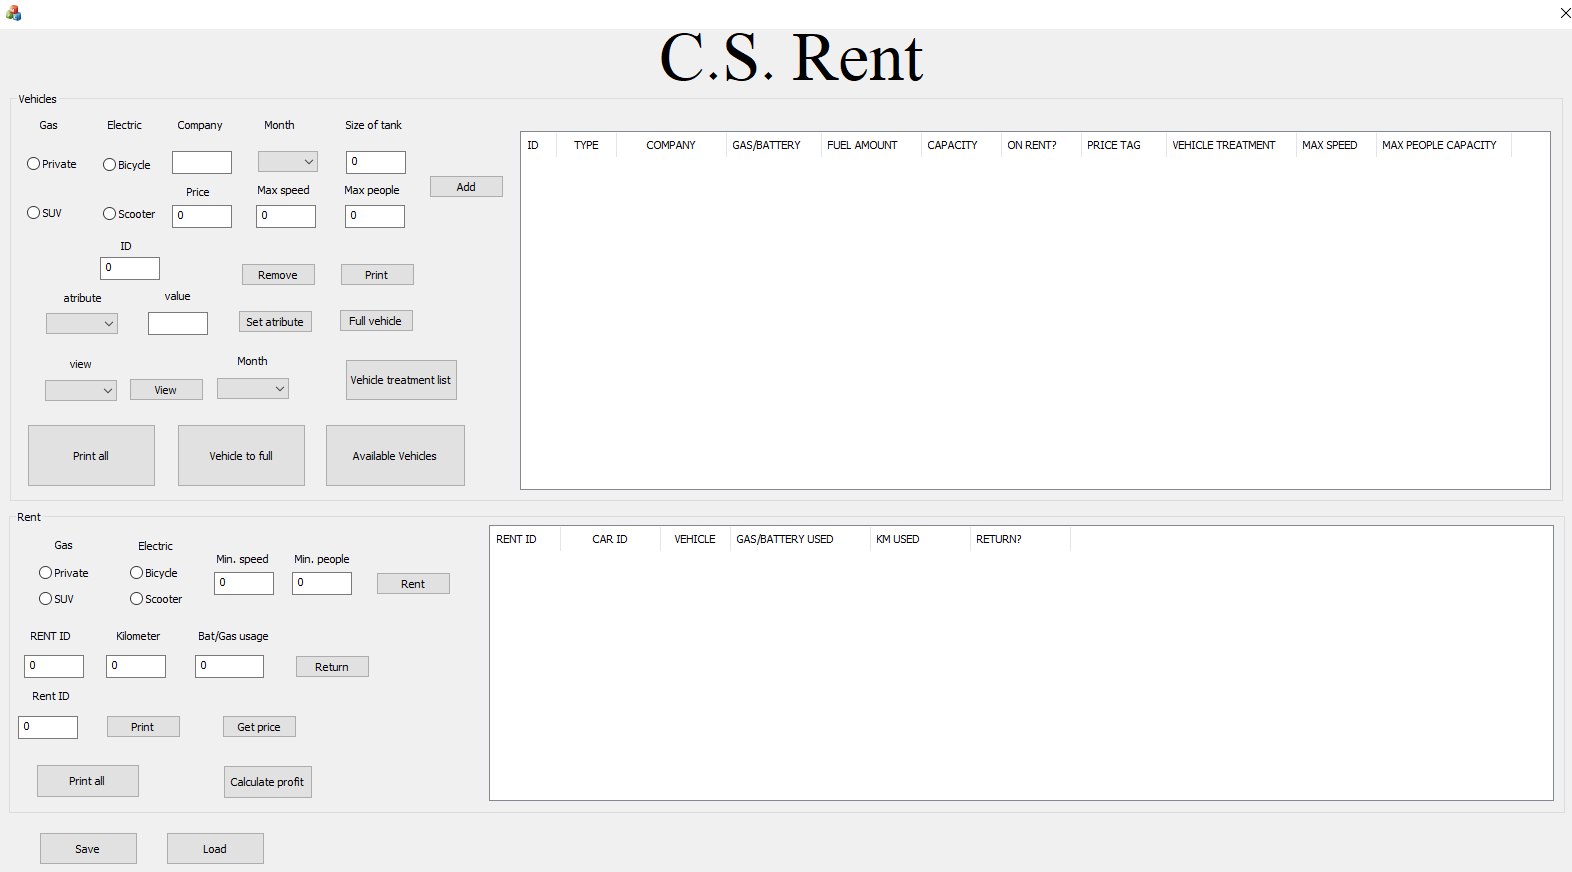 C.S. Rent
Vehicles
Gas Electric Company Month Size of tank
Private Bicycle 0
Price Max speed Max people
Add
SUV Scooter 0 0 0
ID
0
Remove Print
atribute value
Set atribute Full vehicle
view Month
View Vehicle treatment list
Print all Vehicle to full Available Vehicles
ID TYPE COMPANY GAS/BATTERY FUEL AMOUNT CAPACITY ON RENT? PRICE TAG VEHICLE TREATMENT MAX SPEED MAX PEOPLE CAPACITY
Rent
Gas Electric
Min. speed Min. people
Private Bicycle
0 0 Rent
SUV Scooter
RENT ID Kilometer Bat/Gas usage
0 0 0 Return
Rent ID
0 Print Get price
Print all Calculate profit
RENT ID CAR ID VEHICLE GAS/BATTERY USED KM USED RETURN?
Save Load